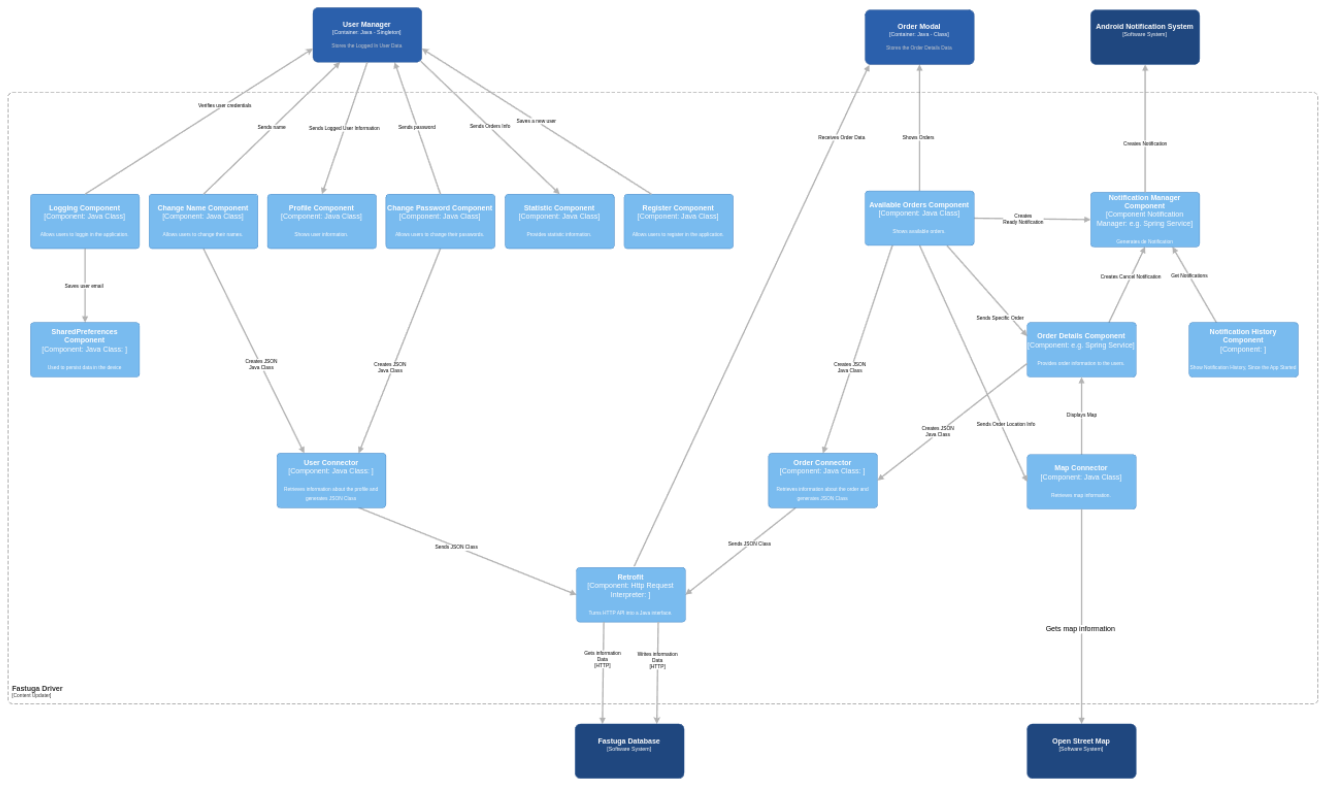 User Manager
[Container: Java - Singleton]
Stores the Logged In User Data
Order Modal
[Container: Java - Class]
Stores the Order Details Data
Android Notification System
[Software System]
Verifies user credentials
Sends name
Sends Logged User Information
Sends password
Sends Orders Info
Saves a new user
Receives Order Data
Shows Orders
Creates Notification
Logging Component
[Component: Java Class]
Allows users to loggin in the application.
Change Name Component
[Component: Java Class]
Allows users to change their names.
Profile Component
[Component: Java Class]
Shows user information.
Change Password Component
[Component: Java Class]
Allows users to change their passwords.
Statistic Component
[Component: Java Class]
Provides statistic information.
Register Component
[Component: Java Class]
Allows users to register in the application.
Available Orders Component
[Component: Java Class]
Shows available orders.
Creates
Ready Notification
Notification Manager
Component
[Component Notification
Manager: e.g. Spring Service]
Generates de Notification
Saves user email
Creates Cancel Notification
Get Notifications
Sends Specific Order
SharedPreferences
Component
[Component: Java Class: ]
Used to persist data in the device
Order Details Component
[Component: e.g. Spring Service]
Provides order information to the users.
Notification History
Component
[Component: ]
Show Notification History, Since the App Started
Creates JSON
Java Class
Creates JSON
Java Class
Creates JSON
Java Class
Creates JSON
Java Class
Displays Map
Sends Order Location Info
User Connector
[Component: Java Class: ]
Retrieves information about the profile and
generates JSON Class
Order Connector
[Component: Java Class: ]
Retrieves information about the order and
generates JSON Class
Map Connector
[Component: Java Class]
Retrieves map information
Sends JSON Class
Sends JSON Class
Retrofit
[Component: Http Request
Interpreter: ]
Turns HTTP API into a Java interface.
Gets information
Data
[HTTP]
Writes information
Data
[HTTP]
Gets map information
Fastuga Driver
[Content Updater]
Fastuga Database
[Software System]
Open Street Map
[Software System]